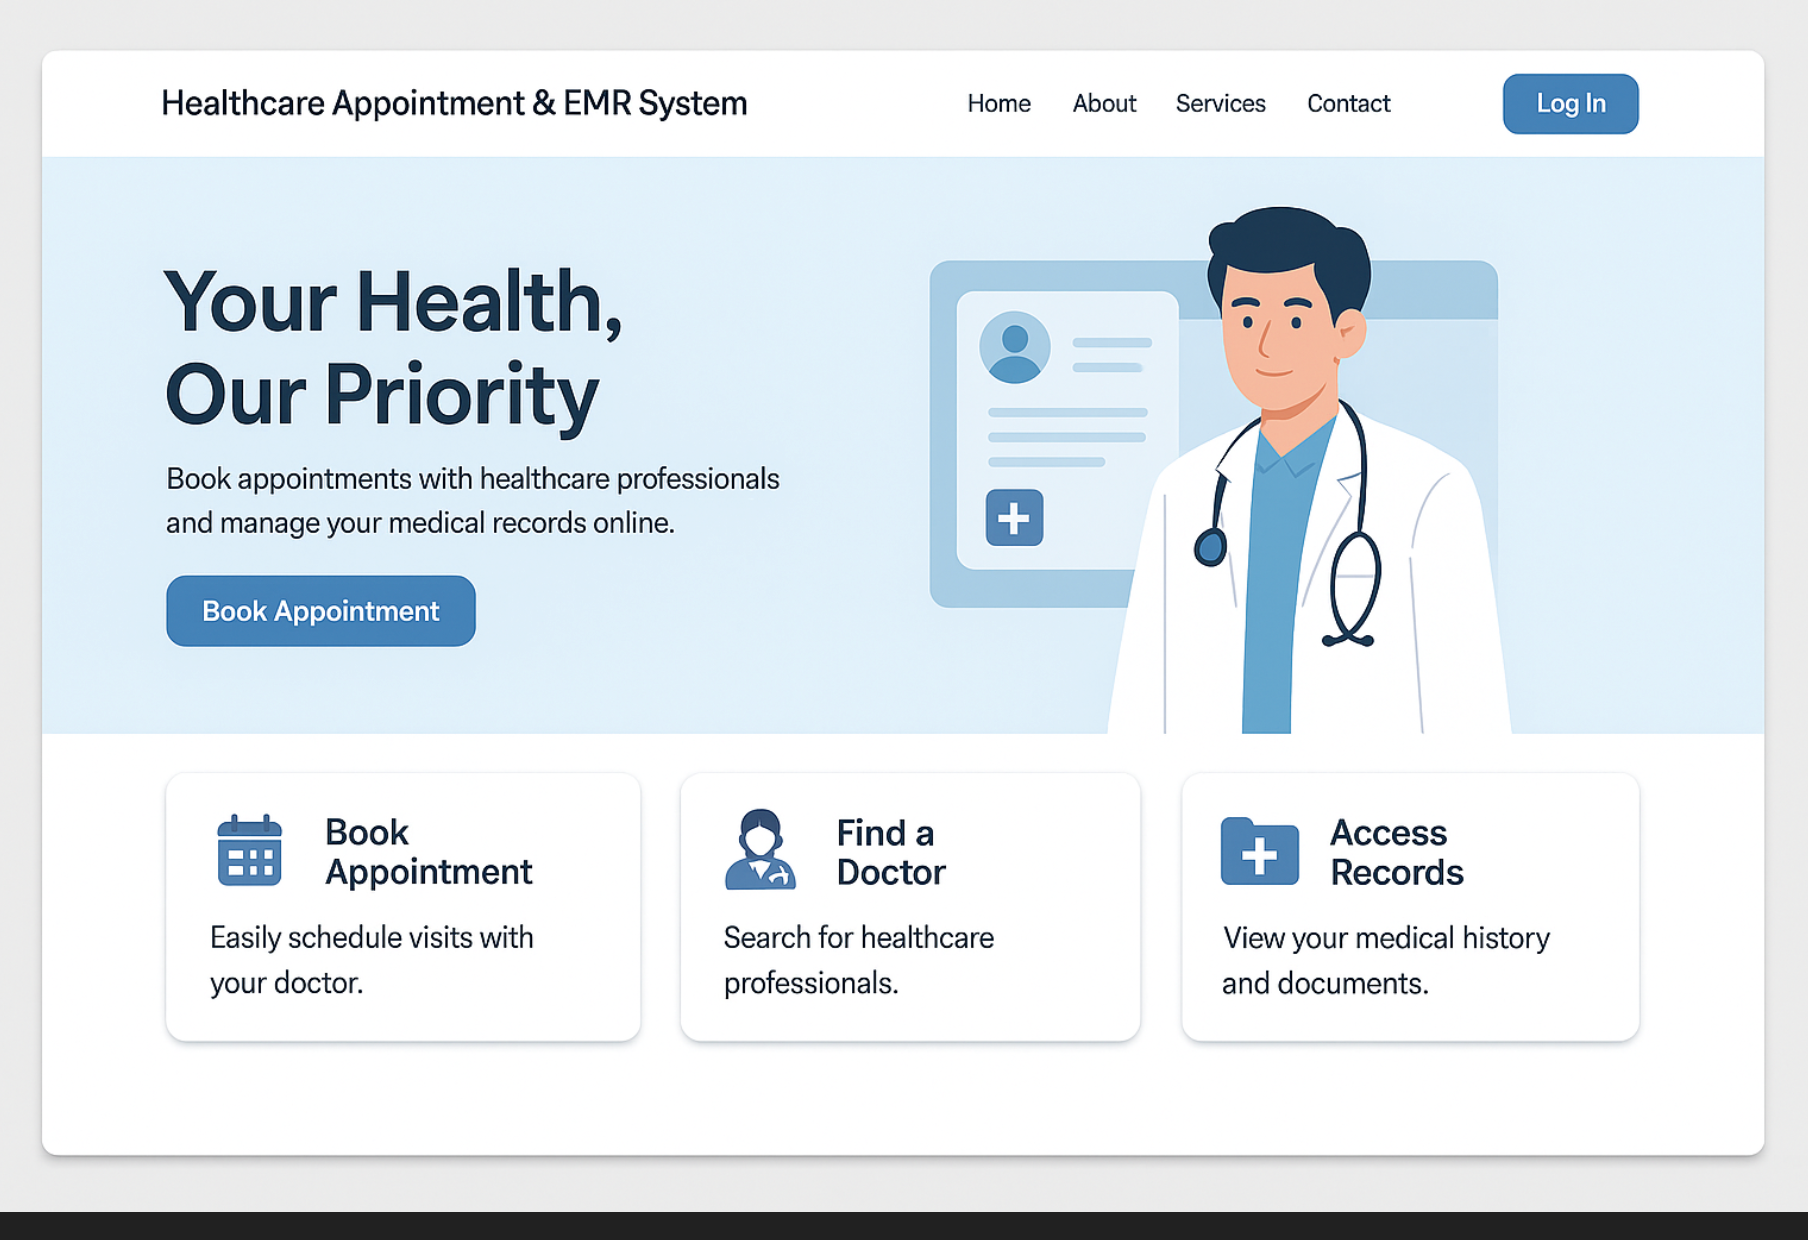 Healthcare Appointment & EMR System
Home
About
Services
Contact
Log In
Your Health,
Our Priority
Book appointments with healthcare professionals
and manage your medical records online.
Book Appointment
Book
Appointment
Easily schedule visits with
your doctor.
Find a
Doctor
Search for healthcare
professionals.
Access
Records
View your medical history
and documents.